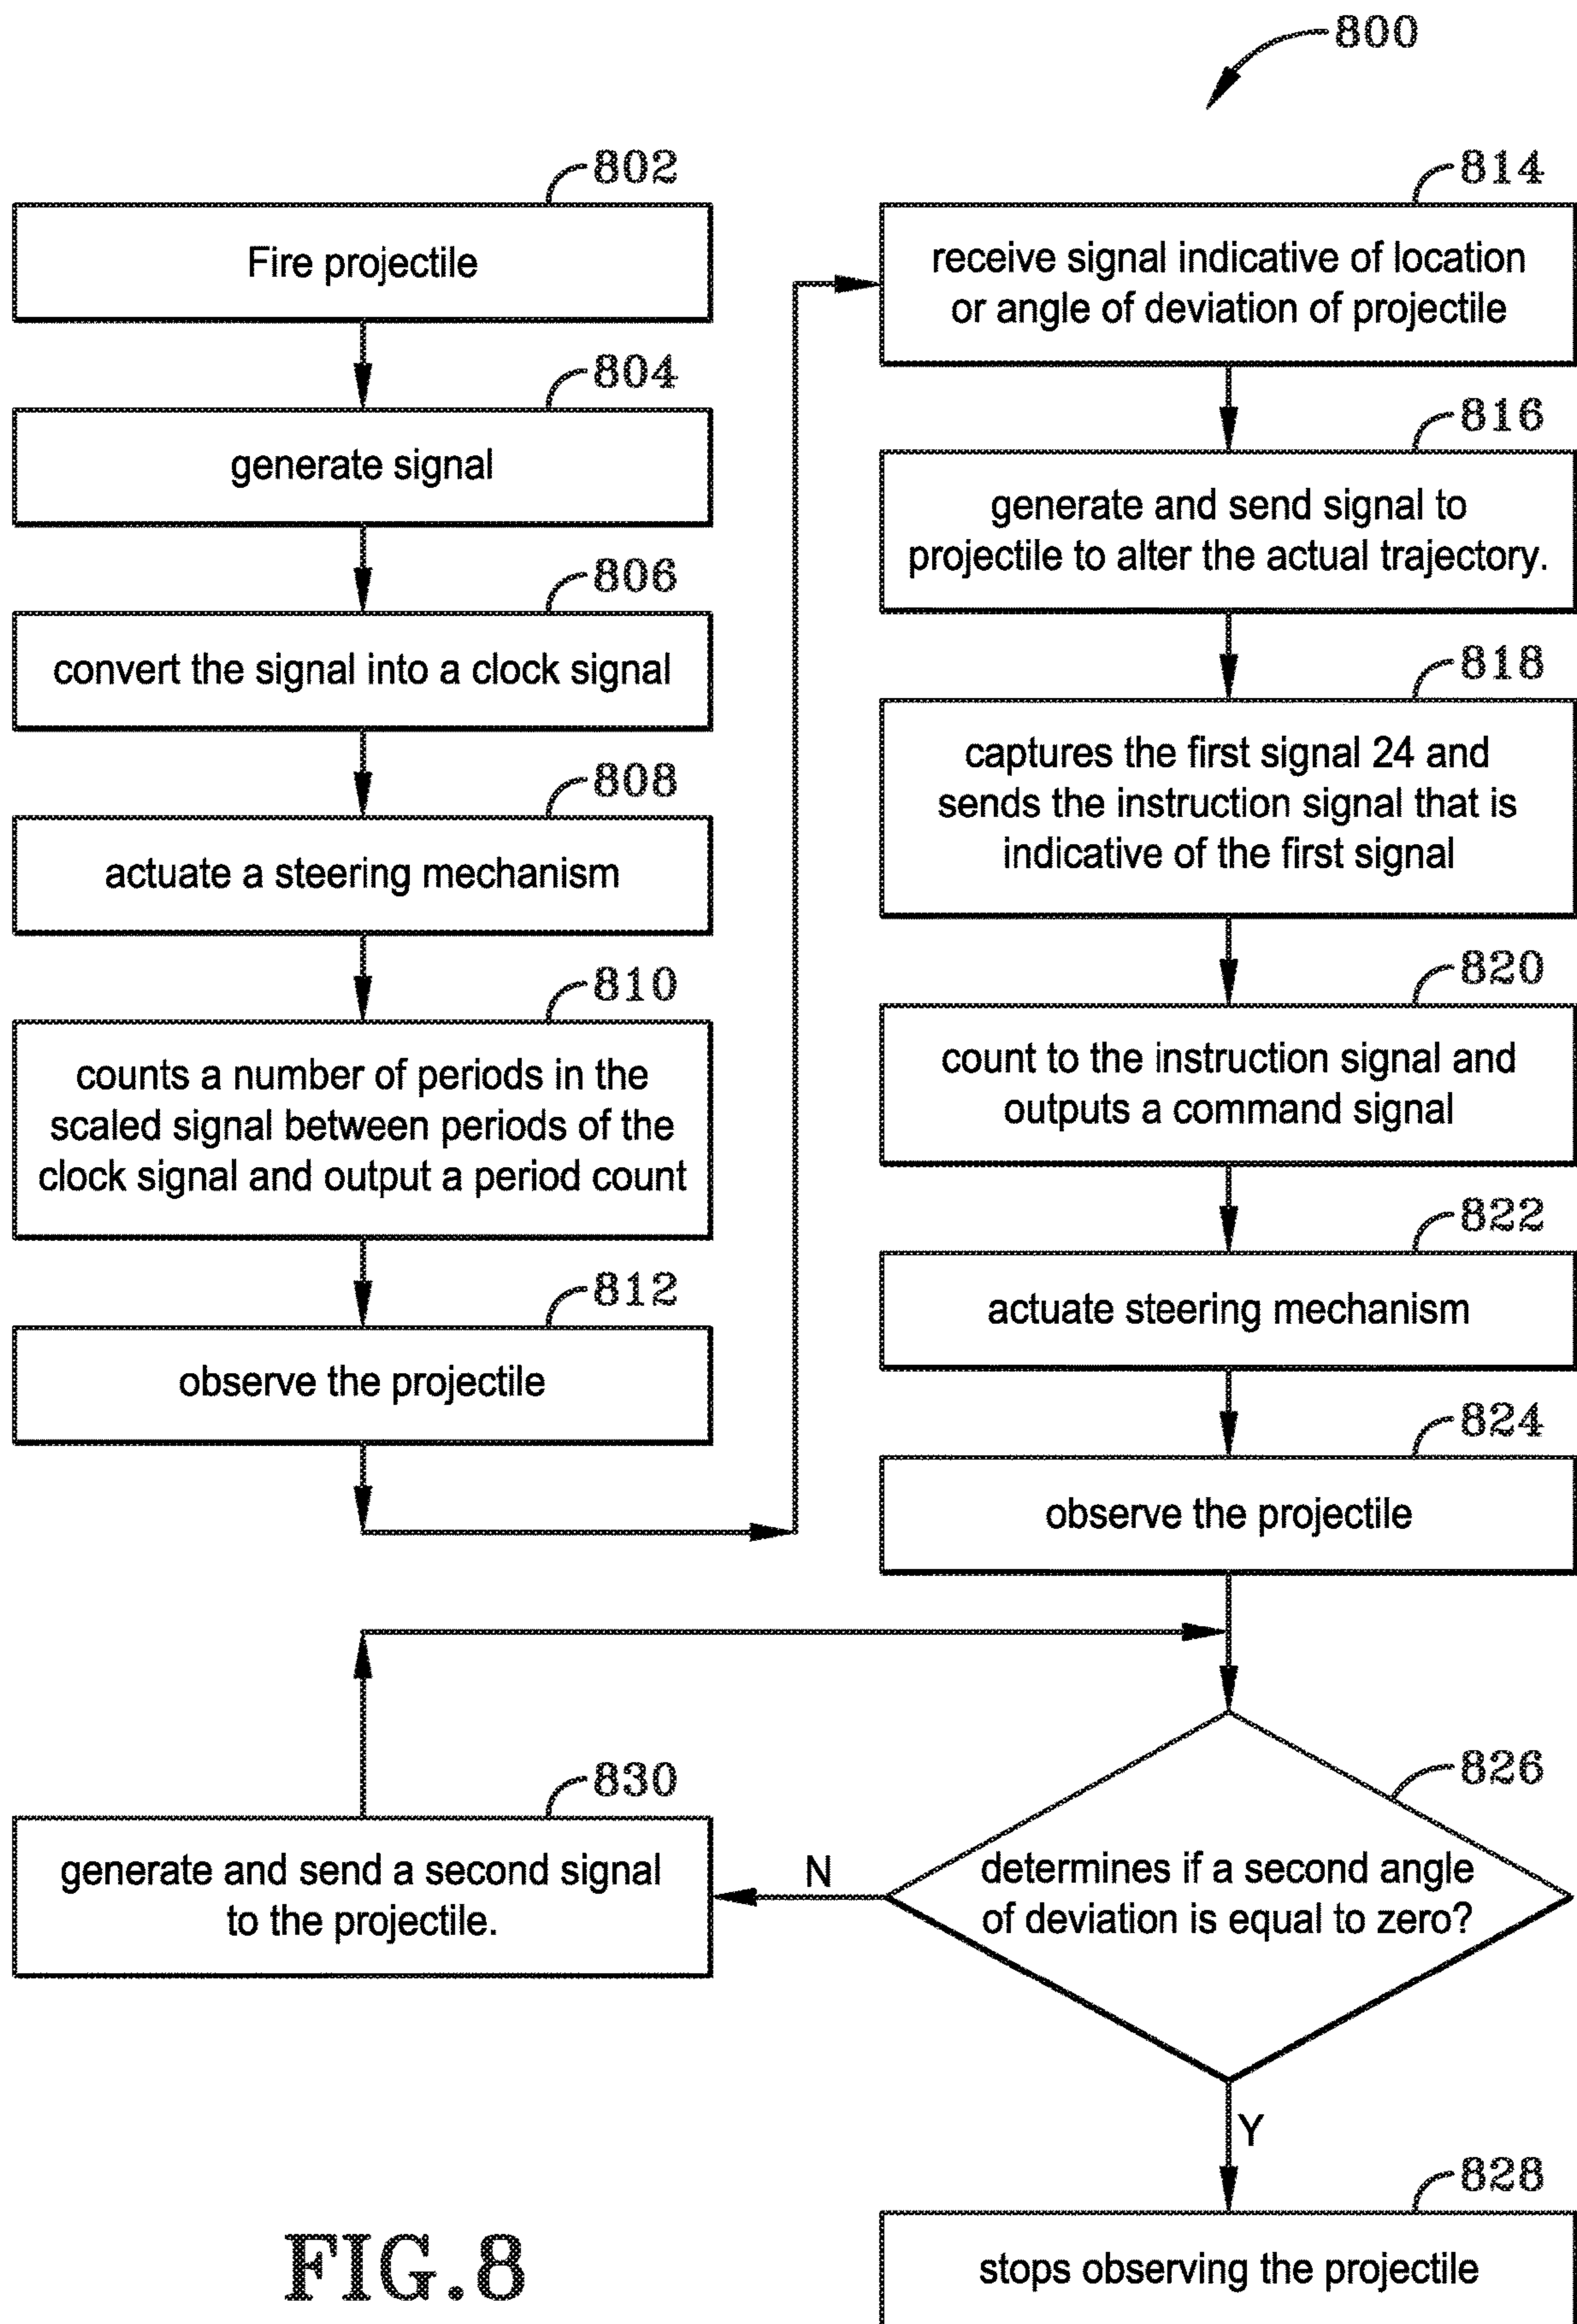 800
802
Fire projectile
804
generate signal
806
convert the signal into a clock signal
808
actuate a steering mechanism
810
counts a number of periods in the
scaled signal between periods of the
clock signal and output a period count
812
observe the projectile
814
receive signal indicative of location
or angle of deviation of projectile
816
generate and send signal to
projectile to alter the actual trajectory.
818
captures the first signal 24 and
sends the instruction signal that is
indicative of the first signal
820
count to the instruction signal and
outputs a command signal
822
actuate steering mechanism
824
observe the projectile
826
determines if a second angle
of deviation is equal to zero?
N
830
generate and send a second signal
to the projectile.
Y
828
stops observing the projectile
FIG.8